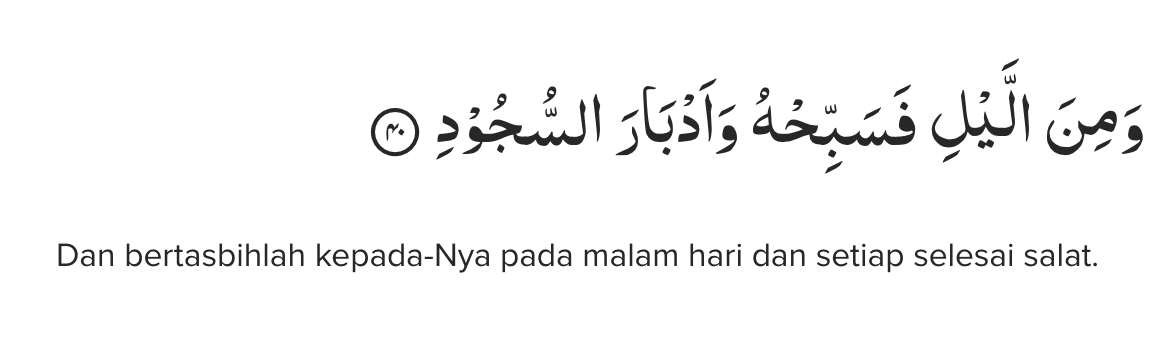 وَمِنَ الَّيْلِ فَسَبِّحْهُ وَاَدْبَارَ السُّجُوْدِ ٤٠
Dan bertasbihlah kepada-Nya pada malam hari dan setiap selesai salat.